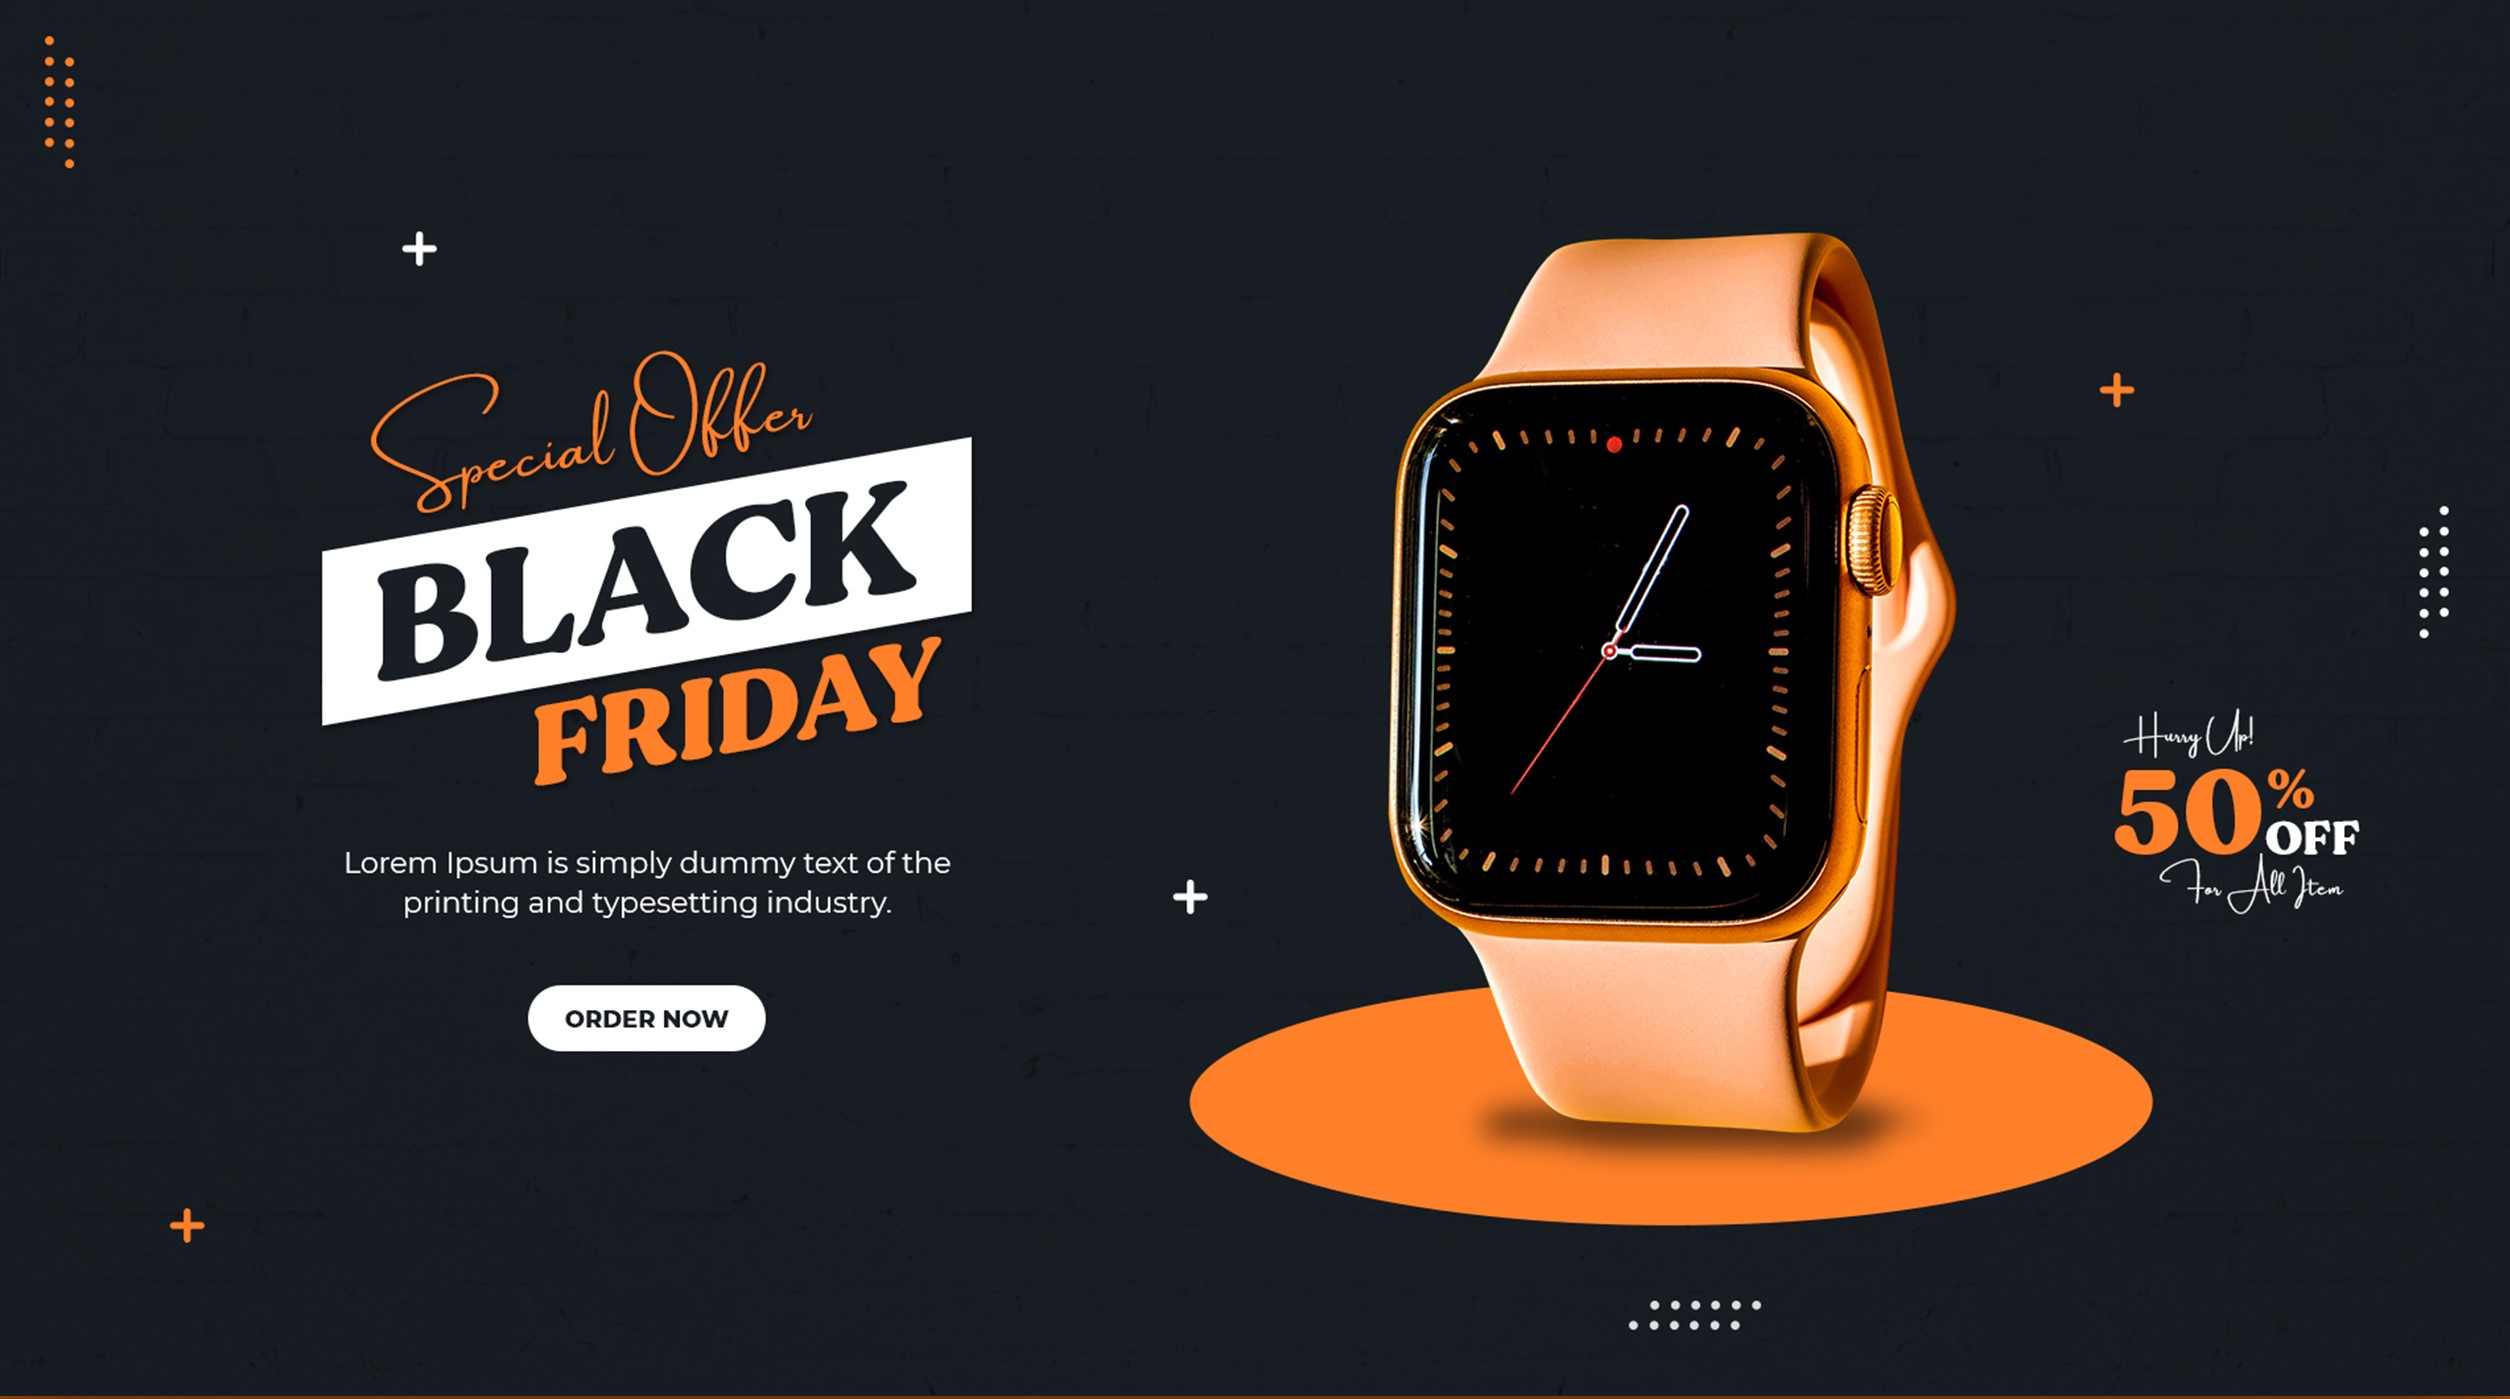 Special Offer
BLACK
FRIDAY
Lorem Ipsum is simply dummy text of the
printing and typesetting industry.
ORDER NOW
Hurry Up!
50%
OFF
For All Item